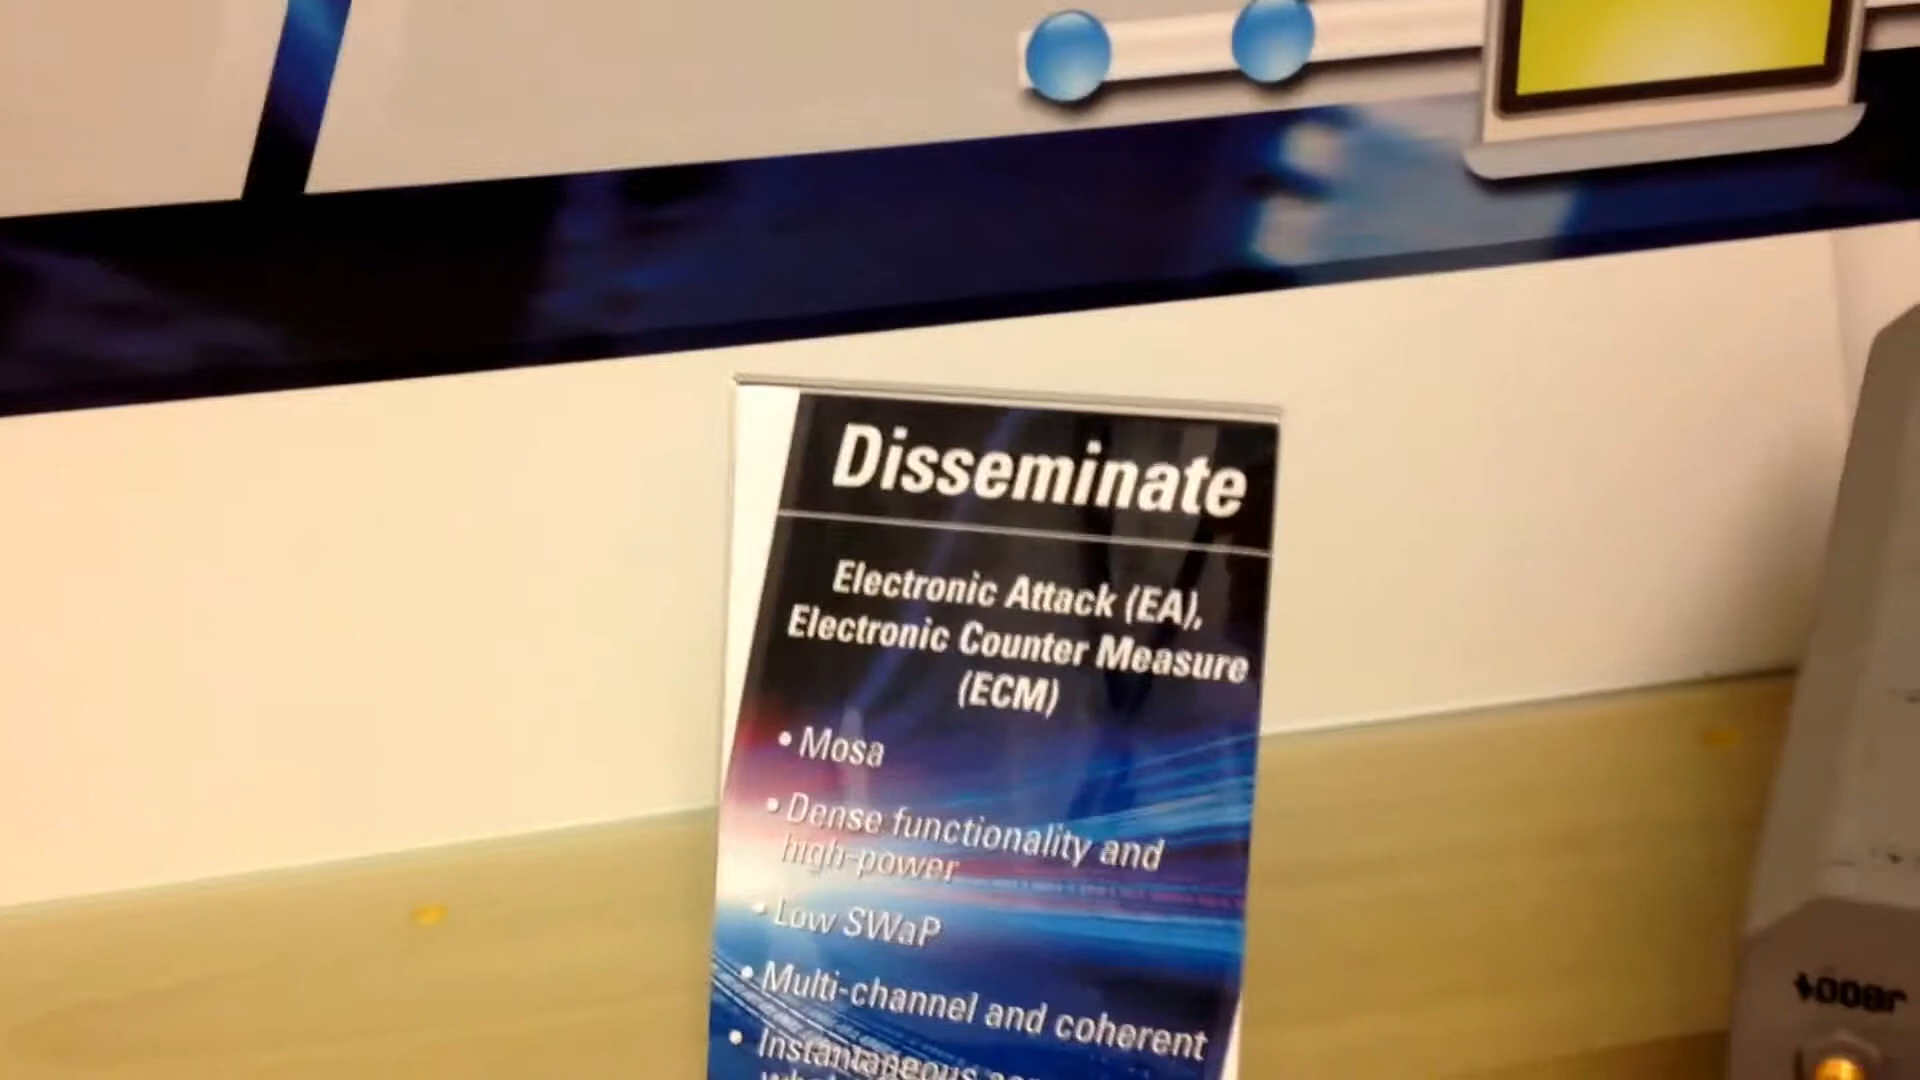 Disseminate
Electronic Attack (EA),
Electronic Counter Measure
(ECM)
• Mosa
• Dense functionality and
high-power
• Low SWaP
• Multi-channel and coherent
• Instantaneous